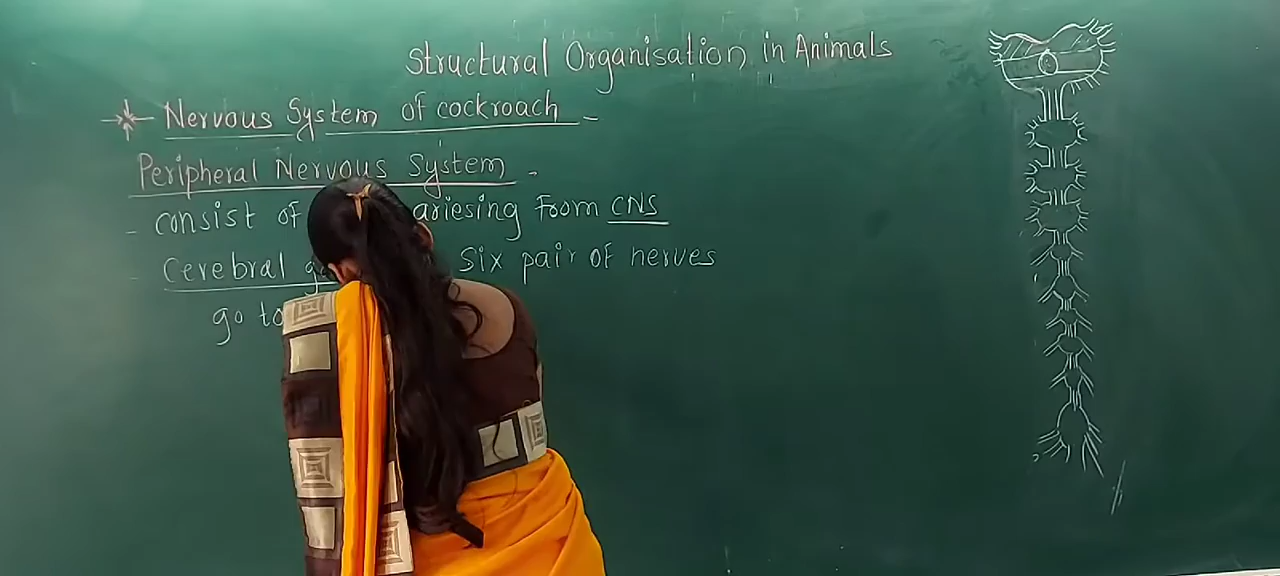 Structural Organisation in Animals
Nervous System of cockroach -
Peripheral Nervous System -
- consist of ariesing From CNS
- Cerebral Six pair of nerves
go to